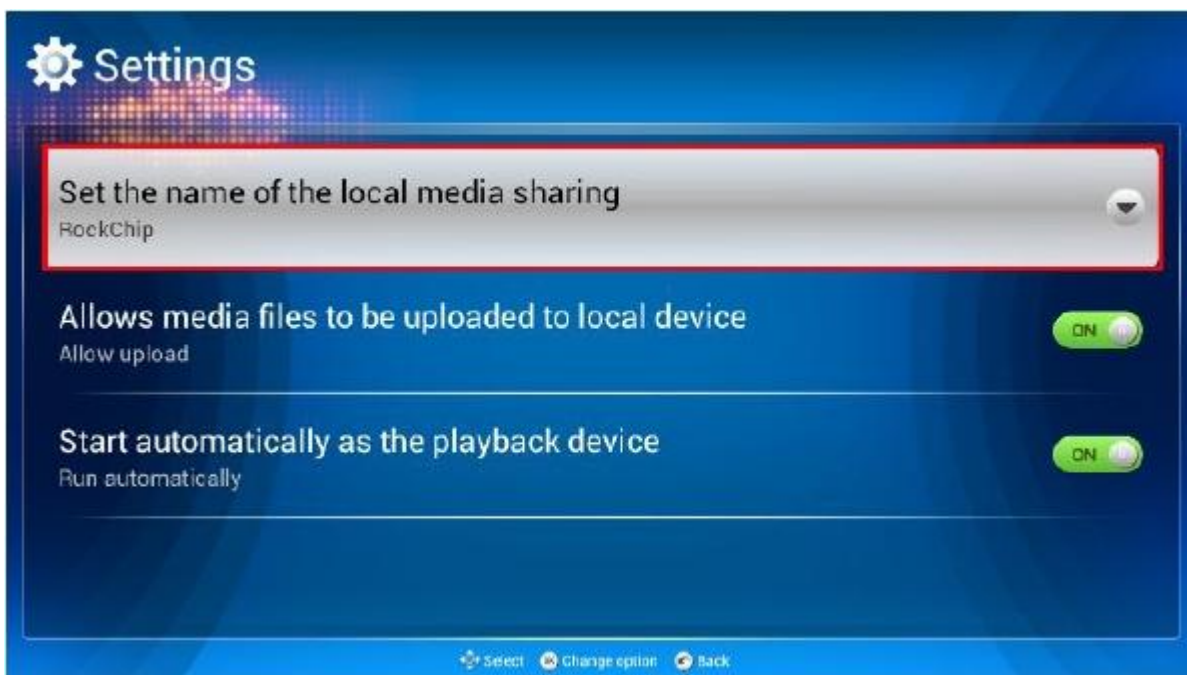 Settings
Set the name of the local media sharing
RockChip
Allows media files to be uploaded to local device
Allow upload
ON
Start automatically as the playback device
Run automatically
ON
Select Change option Back